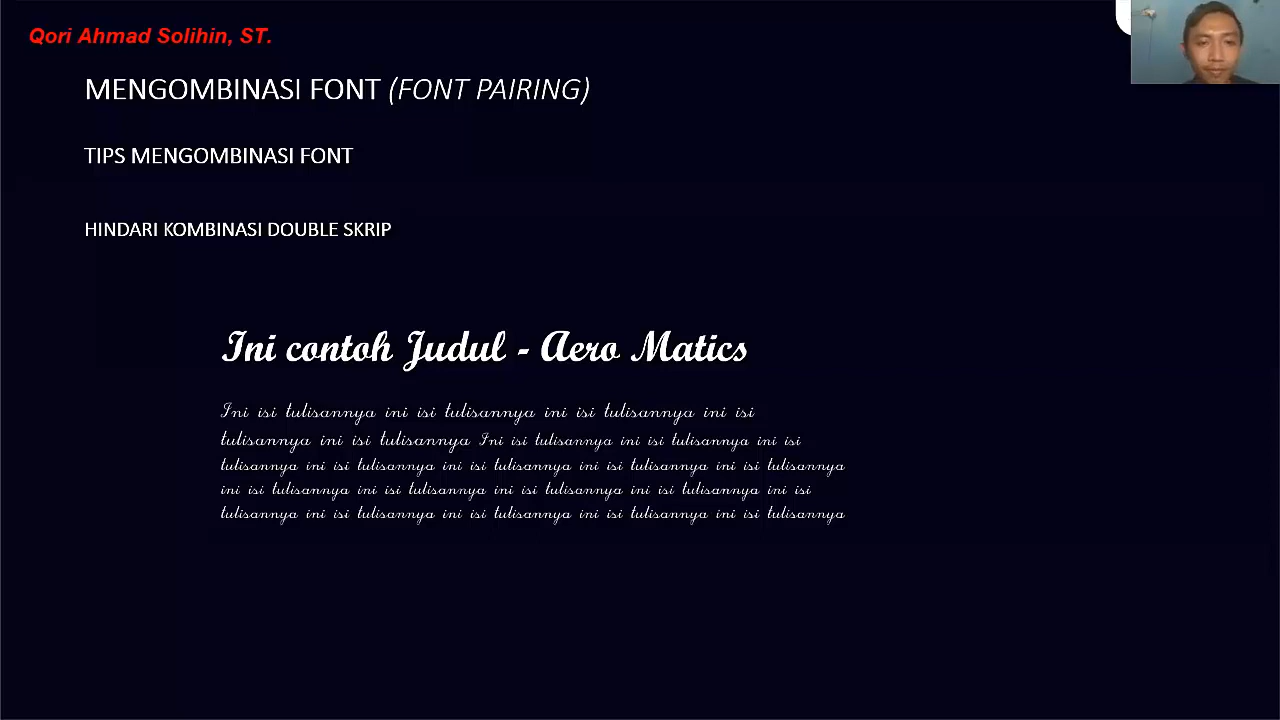 Qori Ahmad Solihin, ST.
MENGOMBINASI FONT (FONT PAIRING)
TIPS MENGOMBINASI FONT
HINDARI KOMBINASI DOUBLE SKRIP
Ini contoh Judul - Aero Matics
Ini isi tulisannya ini isi tulisannya ini isi tulisannya ini isi
tulisannya ini isi tulisannya Ini isi tulisannya ini isi tulisannya ini isi
tulisannya ini isi tulisannya ini isi tulisannya ini isi tulisannya ini isi tulisannya
ini isi tulisannya ini isi tulisannya ini isi tulisannya ini isi tulisannya ini isi
tulisannya ini isi tulisannya ini isi tulisannya ini isi tulisannya ini isi tulisannya